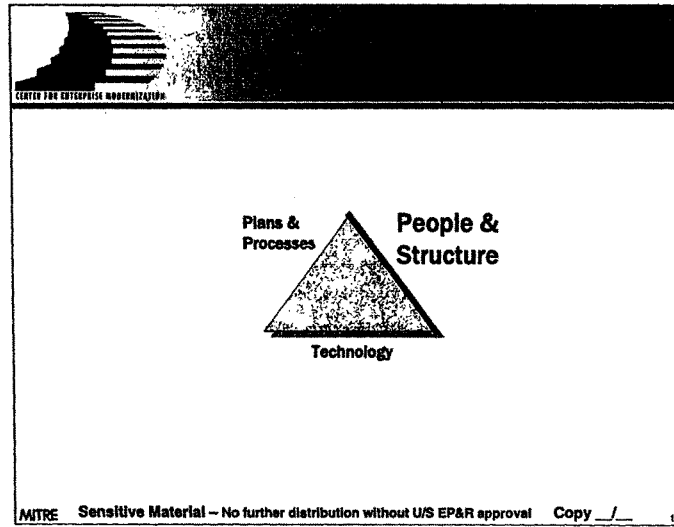 CENTER FOR ENTERPRISE MODERNIZATION
Plans &
Processes
People &
Structure
Technology
MITRE Sensitive Material – No further distribution without U/S EP&R approval Copy __/__